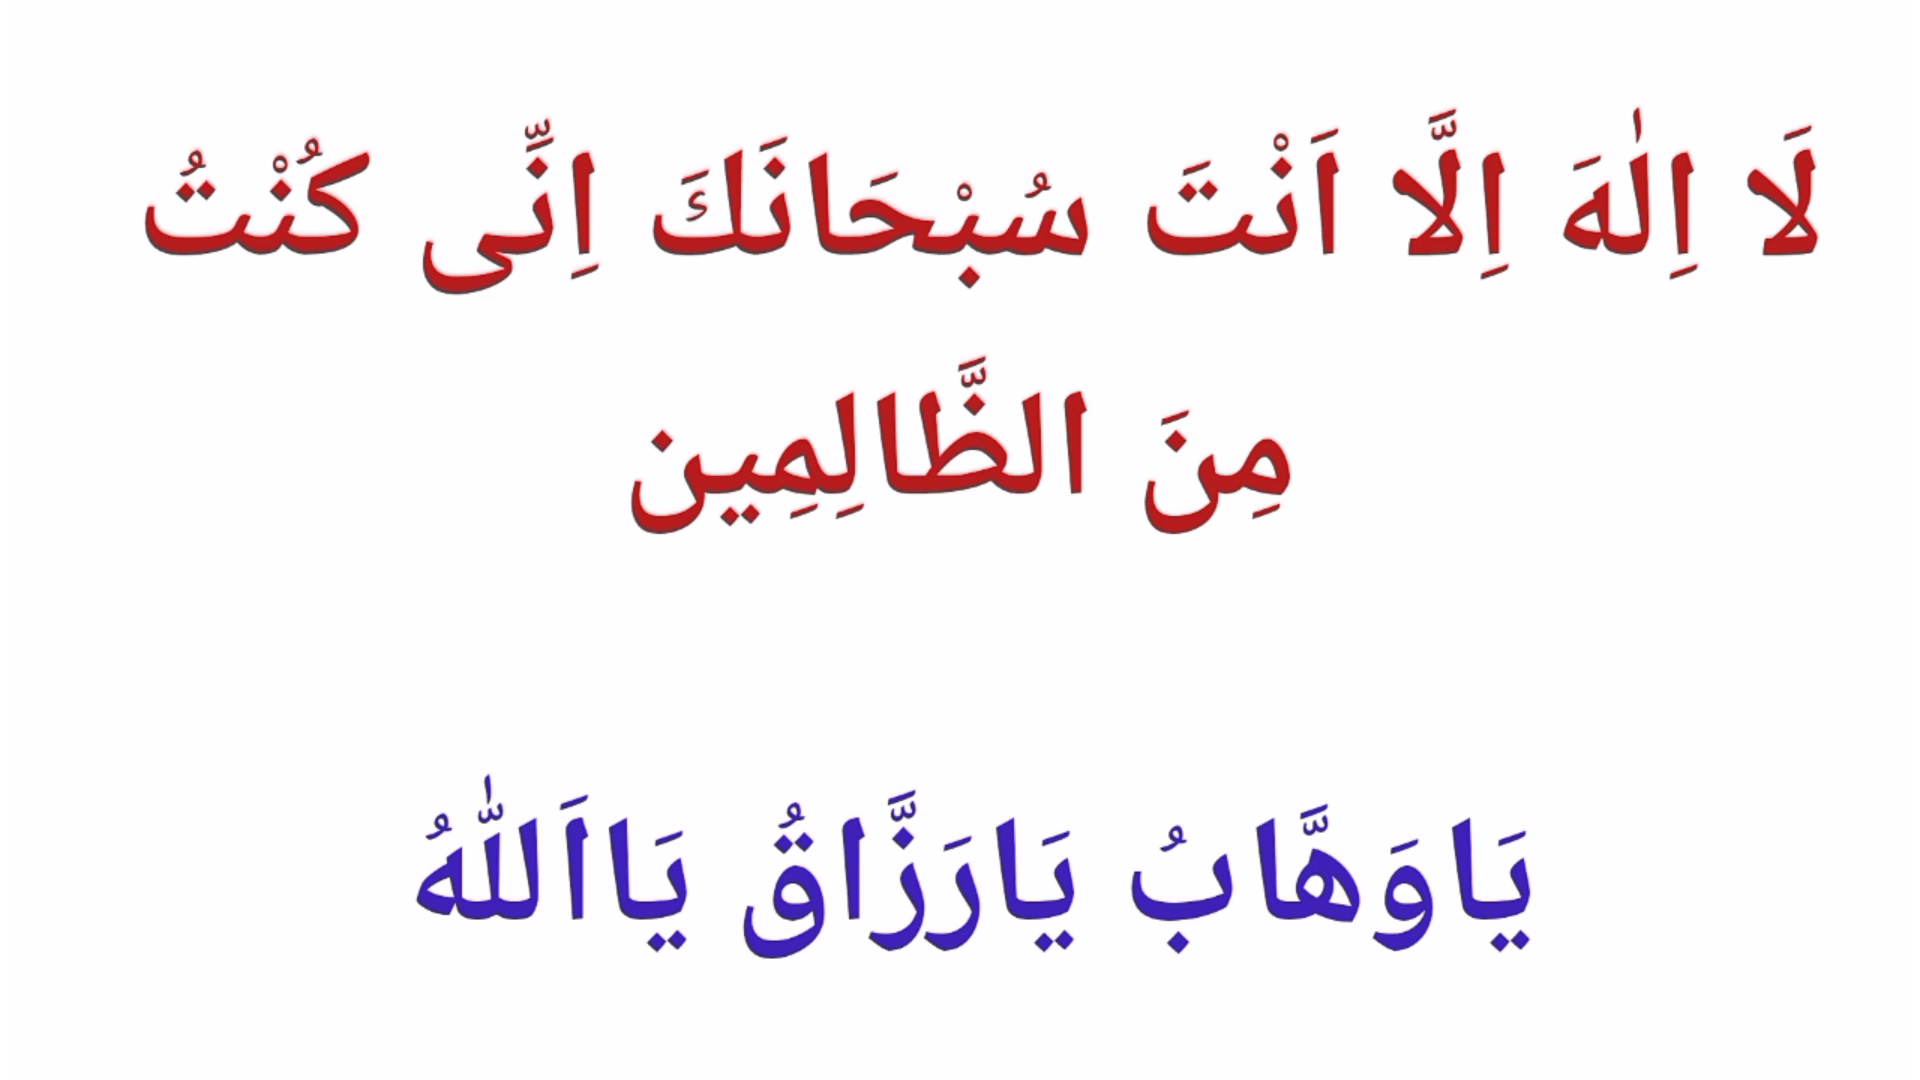 لَا اِلٰهَ اِلَّا اَنْتَ سُبْحَانَكَ اِنِّى كُنْتُ
مِنَ الظَّالِمِين
يَاوَهَّابُ يَارَزَّاقُ يَااَللّٰهُ